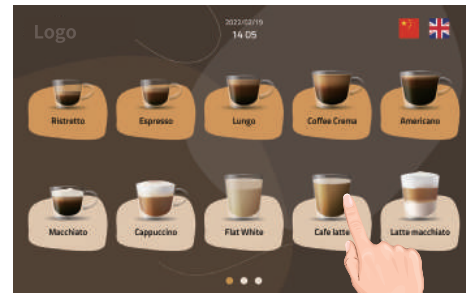 Logo
2022/02/19
14 05
Ristretto
Espresso
Lungo
Coffee Crema
Americano
Macchiato
Cappuccino
Flat White
Cafe latte
Latte macchiato